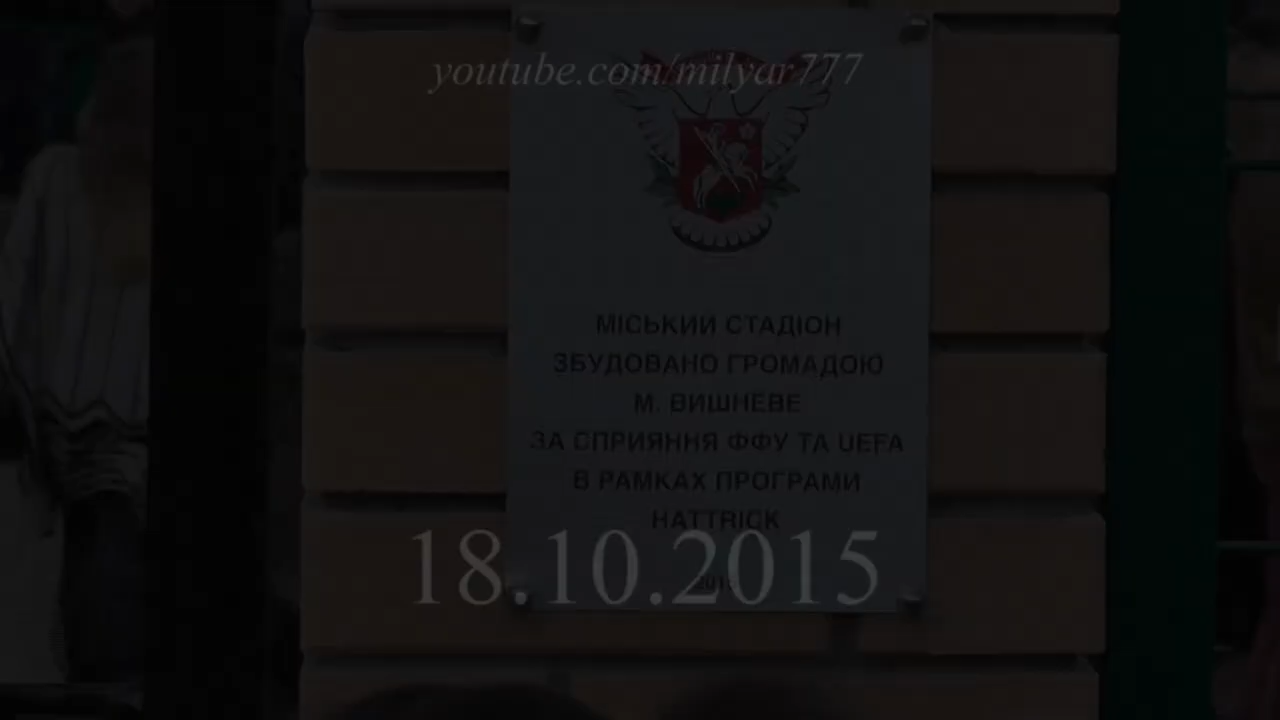 youtube.com/milyar777
МІСЬКИЙ СТАДІОН
ЗБУДОВАНО ГРОМАДОЮ
М. ВИШНЕВЕ
ЗА СПРИЯННЯ ФФУ ТА UEFA
В РАМКАХ ПРОГРАМИ
HATTRICK
18.10.2015